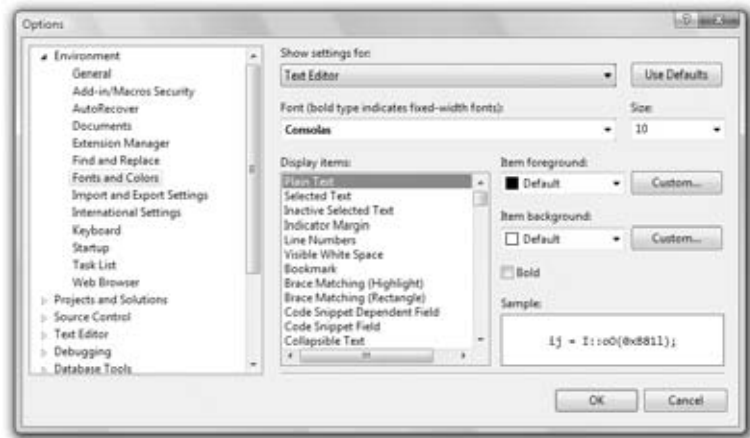 Options
Environment
General
Add-in/Macros Security
AutoRecover
Documents
Extension Manager
Find and Replace
Fonts and Colors
Import and Export Settings
International Settings
Keyboard
Startup
Task List
Web Browser
Projects and Solutions
Source Control
Text Editor
Debugging
Database Tools
Show settings for:
Text Editor
Use Defaults
Font (bold type indicates fixed-width fonts):
Size:
Consolas
10
Display items:
Plain Text
Selected Text
Inactive Selected Text
Indicator Margin
Line Numbers
Visible White Space
Bookmark
Brace Matching (Highlight)
Brace Matching (Rectangle)
Code Snippet Dependent Field
Code Snippet Field
Collapsible Text
Item foreground:
Default
Custom...
Item background:
Default
Custom...
Bold
Sample:
ij = I::oO(0xB81l);
OK
Cancel